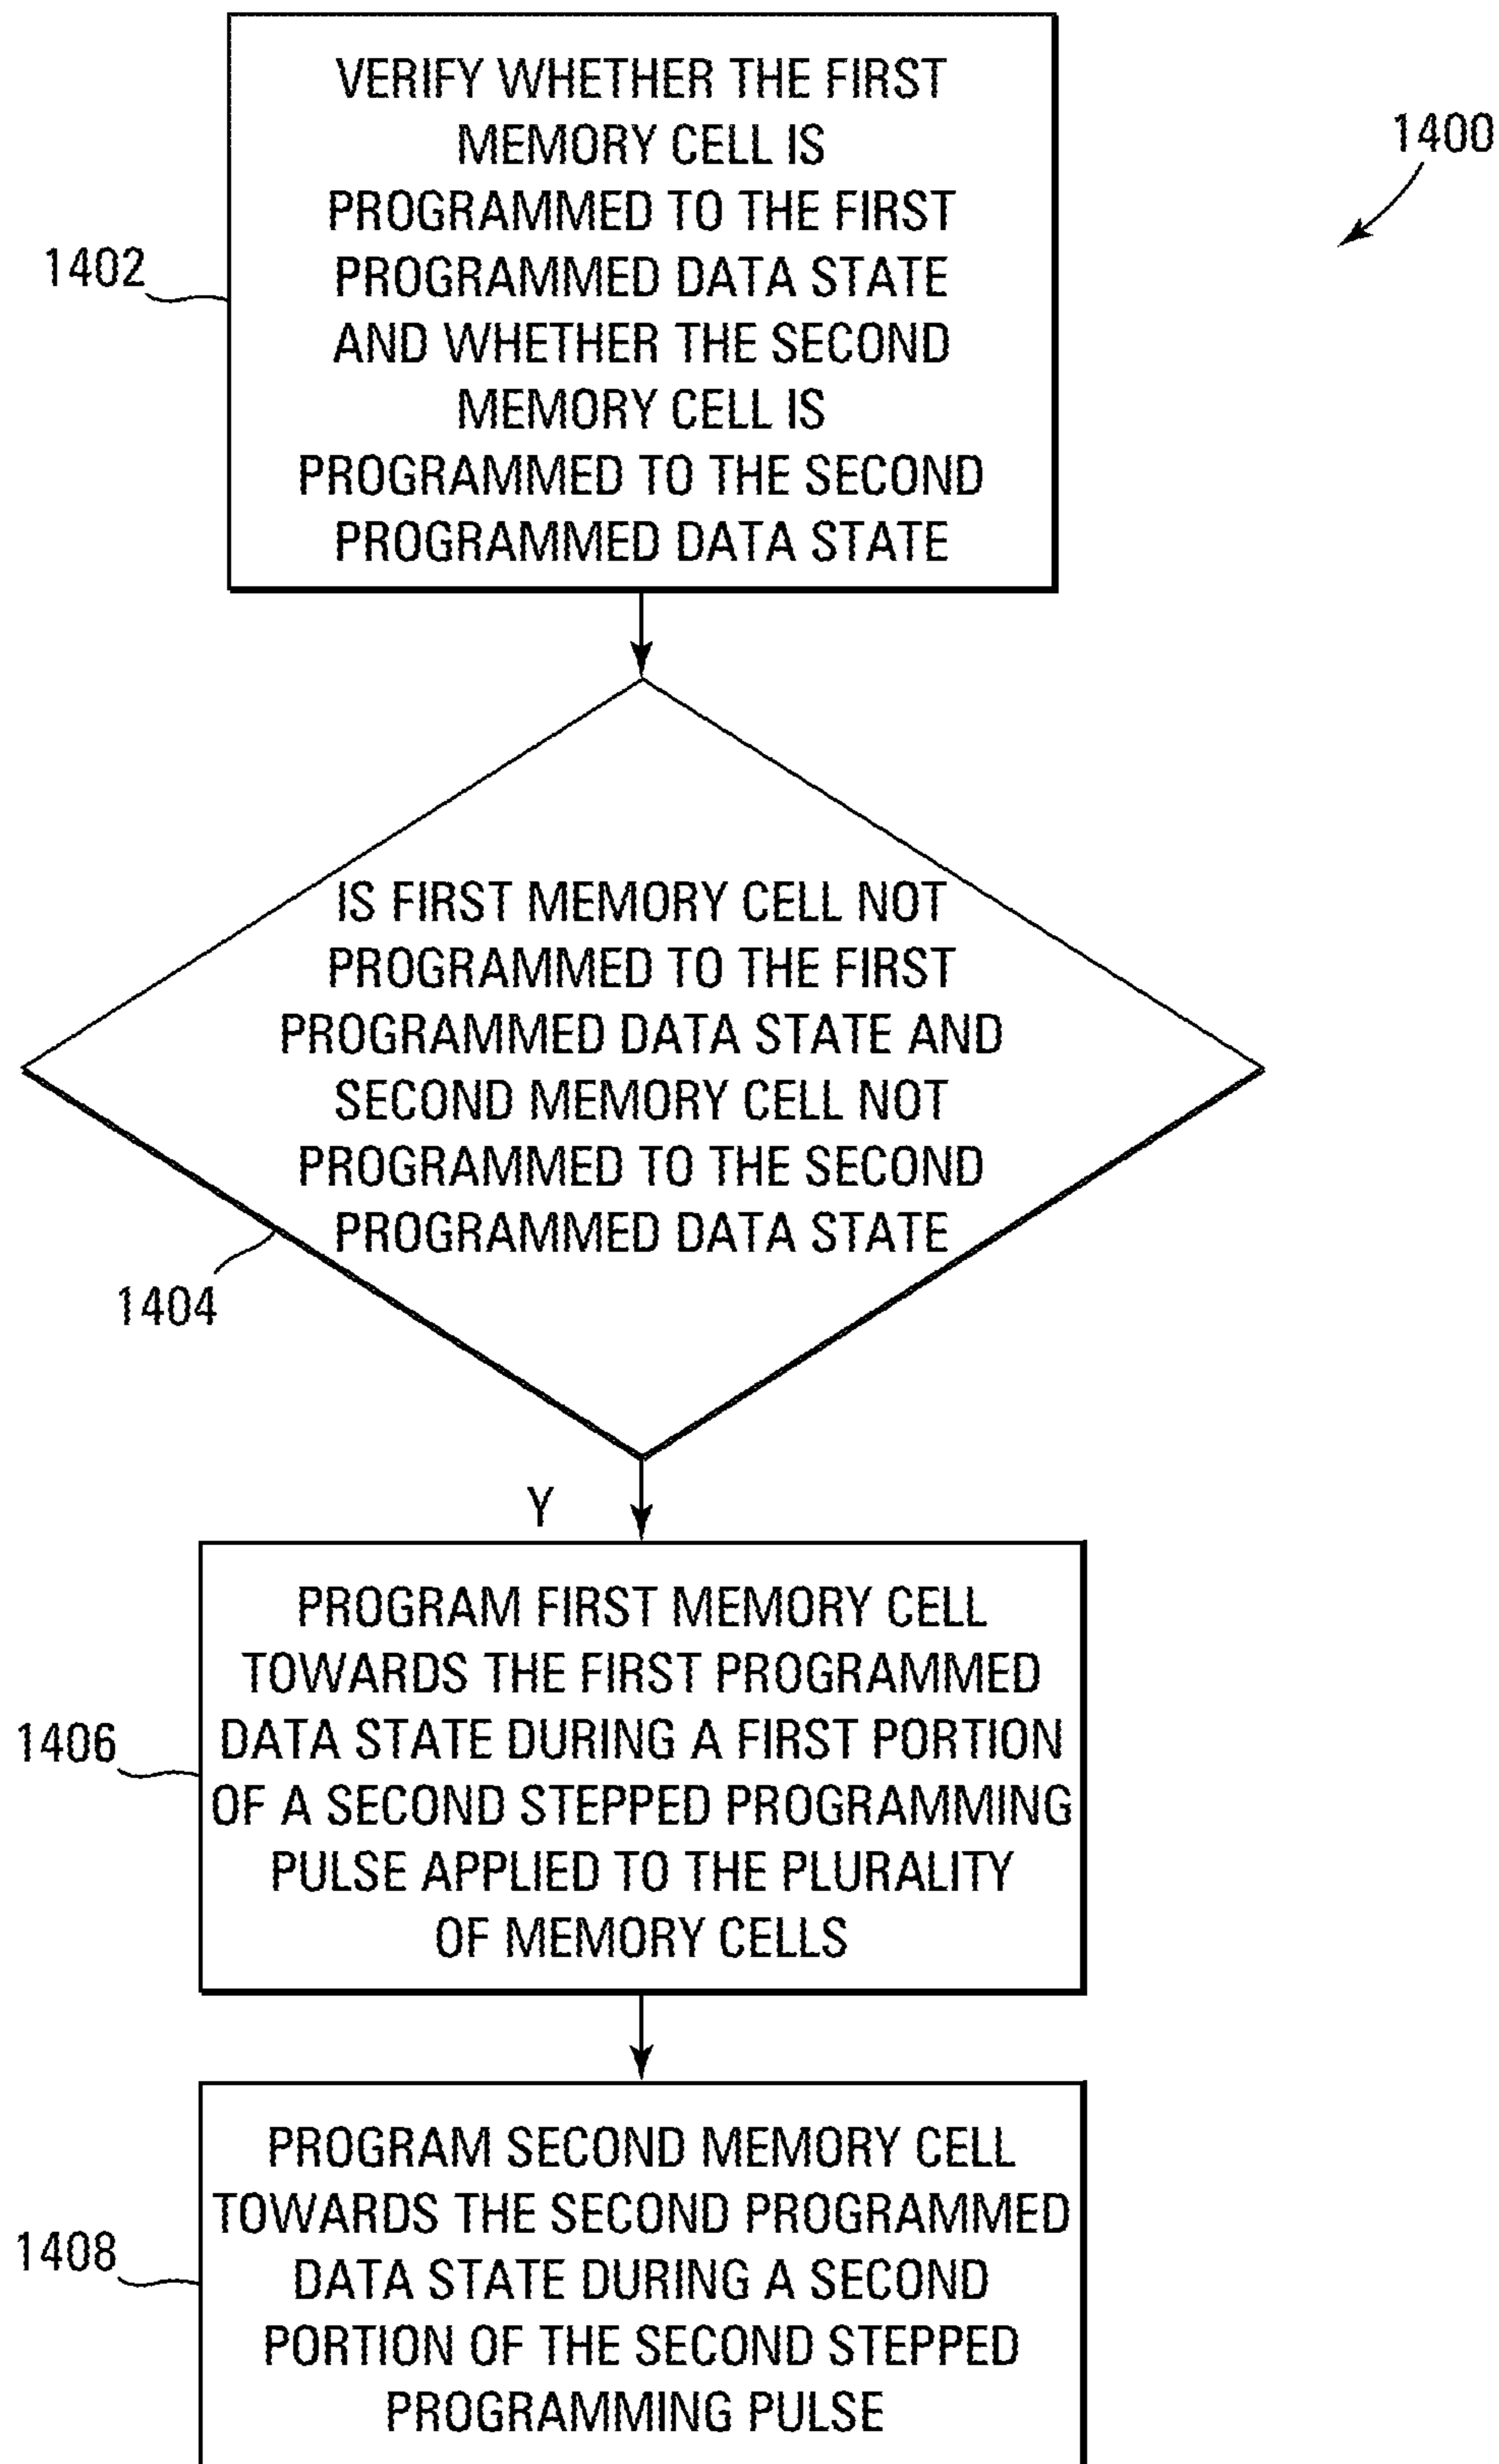 VERIFY WHETHER THE FIRST
MEMORY CELL IS
PROGRAMMED TO THE FIRST
PROGRAMMED DATA STATE
AND WHETHER THE SECOND
MEMORY CELL IS
PROGRAMMED TO THE SECOND
PROGRAMMED DATA STATE
1400
1402
IS FIRST MEMORY CELL NOT
PROGRAMMED TO THE FIRST
PROGRAMMED DATA STATE AND
SECOND MEMORY CELL NOT
PROGRAMMED TO THE SECOND
PROGRAMMED DATA STATE
1404
Y
PROGRAM FIRST MEMORY CELL
TOWARDS THE FIRST PROGRAMMED
DATA STATE DURING A FIRST PORTION
OF A SECOND STEPPED PROGRAMMING
PULSE APPLIED TO THE PLURALITY
OF MEMORY CELLS
1406
PROGRAM SECOND MEMORY CELL
TOWARDS THE SECOND PROGRAMMED
DATA STATE DURING A SECOND
PORTION OF THE SECOND STEPPED
PROGRAMMING PULSE
1408